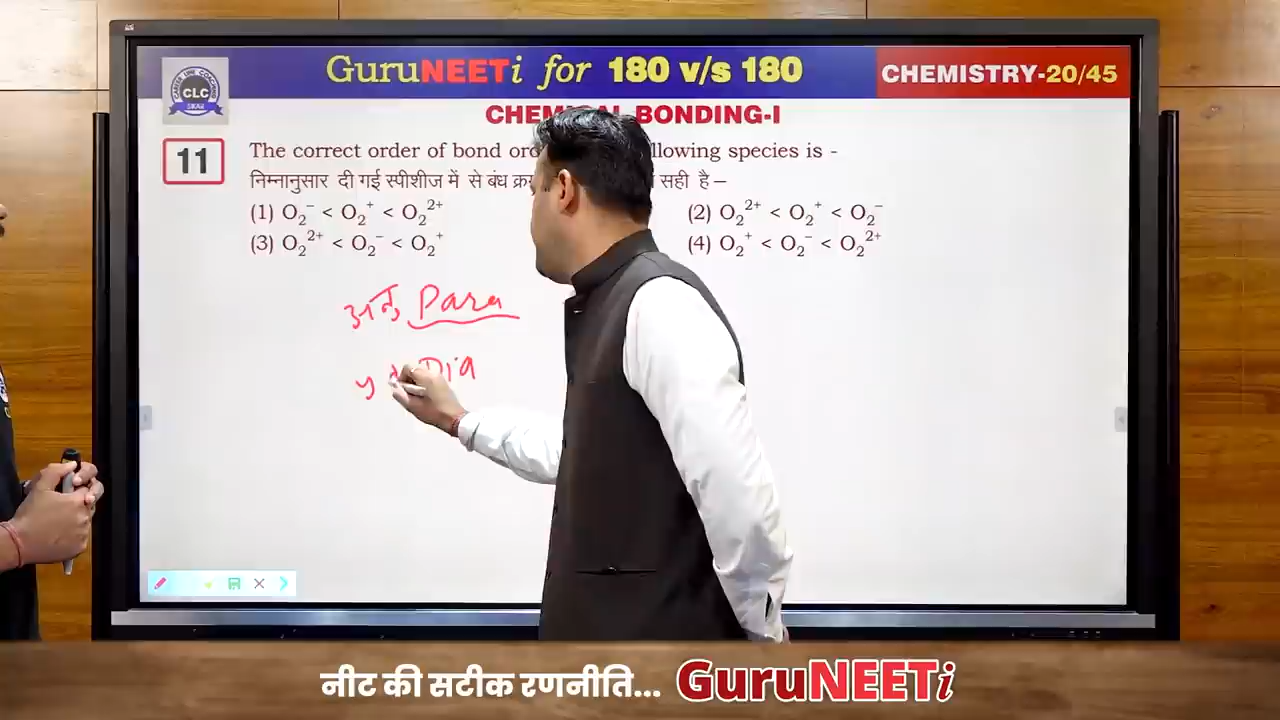 GuruNEETi for 180 v/s 180
CHEMISTRY-20/45
CLC
CHEM BONDING-I
11
The correct order of bond ord llowing species is -
निम्नानुसार दी गई स्पीशीज में से बंध क्र सही है –
(1) O₂⁻ < O₂⁺ < O₂²⁺
(2) O₂²⁺ < O₂⁺ < O₂⁻
(3) O₂²⁺ < O₂⁻ < O₂⁺
(4) O₂⁺ < O₂⁻ < O₂²⁺
अनु Para
Dia
नीट की सटीक रणनीति... GuruNEETi